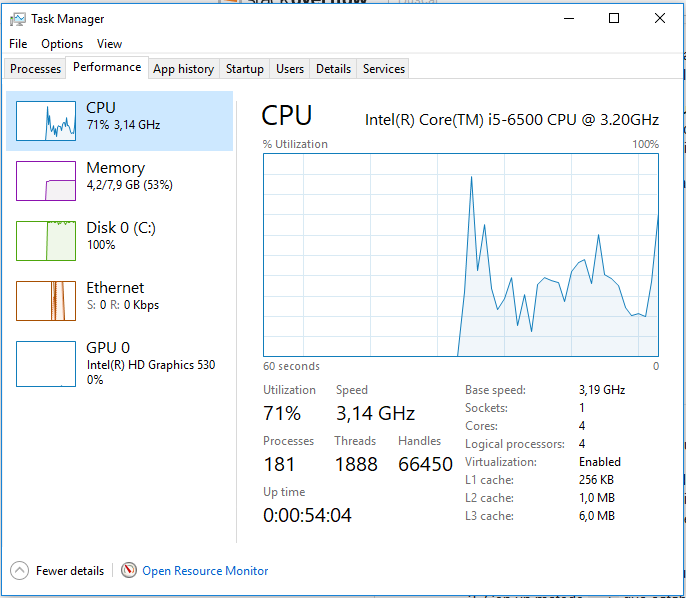 Task Manager
File Options View
Processes Performance App history Startup Users Details Services
CPU
71% 3,14 GHz
Memory
4,2/7,9 GB (53%)
Disk 0 (C:)
100%
Ethernet
S: 0 R: 0 Kbps
GPU 0
Intel(R) HD Graphics 530
0%
CPU Intel(R) Core(TM) i5-6500 CPU @ 3.20GHz
% Utilization 100%
60 seconds 0
Utilization Speed
71% 3,14 GHz
Processes Threads Handles
181 1888 66450
Up time
0:00:54:04
Base speed: 3,19 GHz
Sockets: 1
Cores: 4
Logical processors: 4
Virtualization: Enabled
L1 cache: 256 KB
L2 cache: 1,0 MB
L3 cache: 6,0 MB
Fewer details Open Resource Monitor